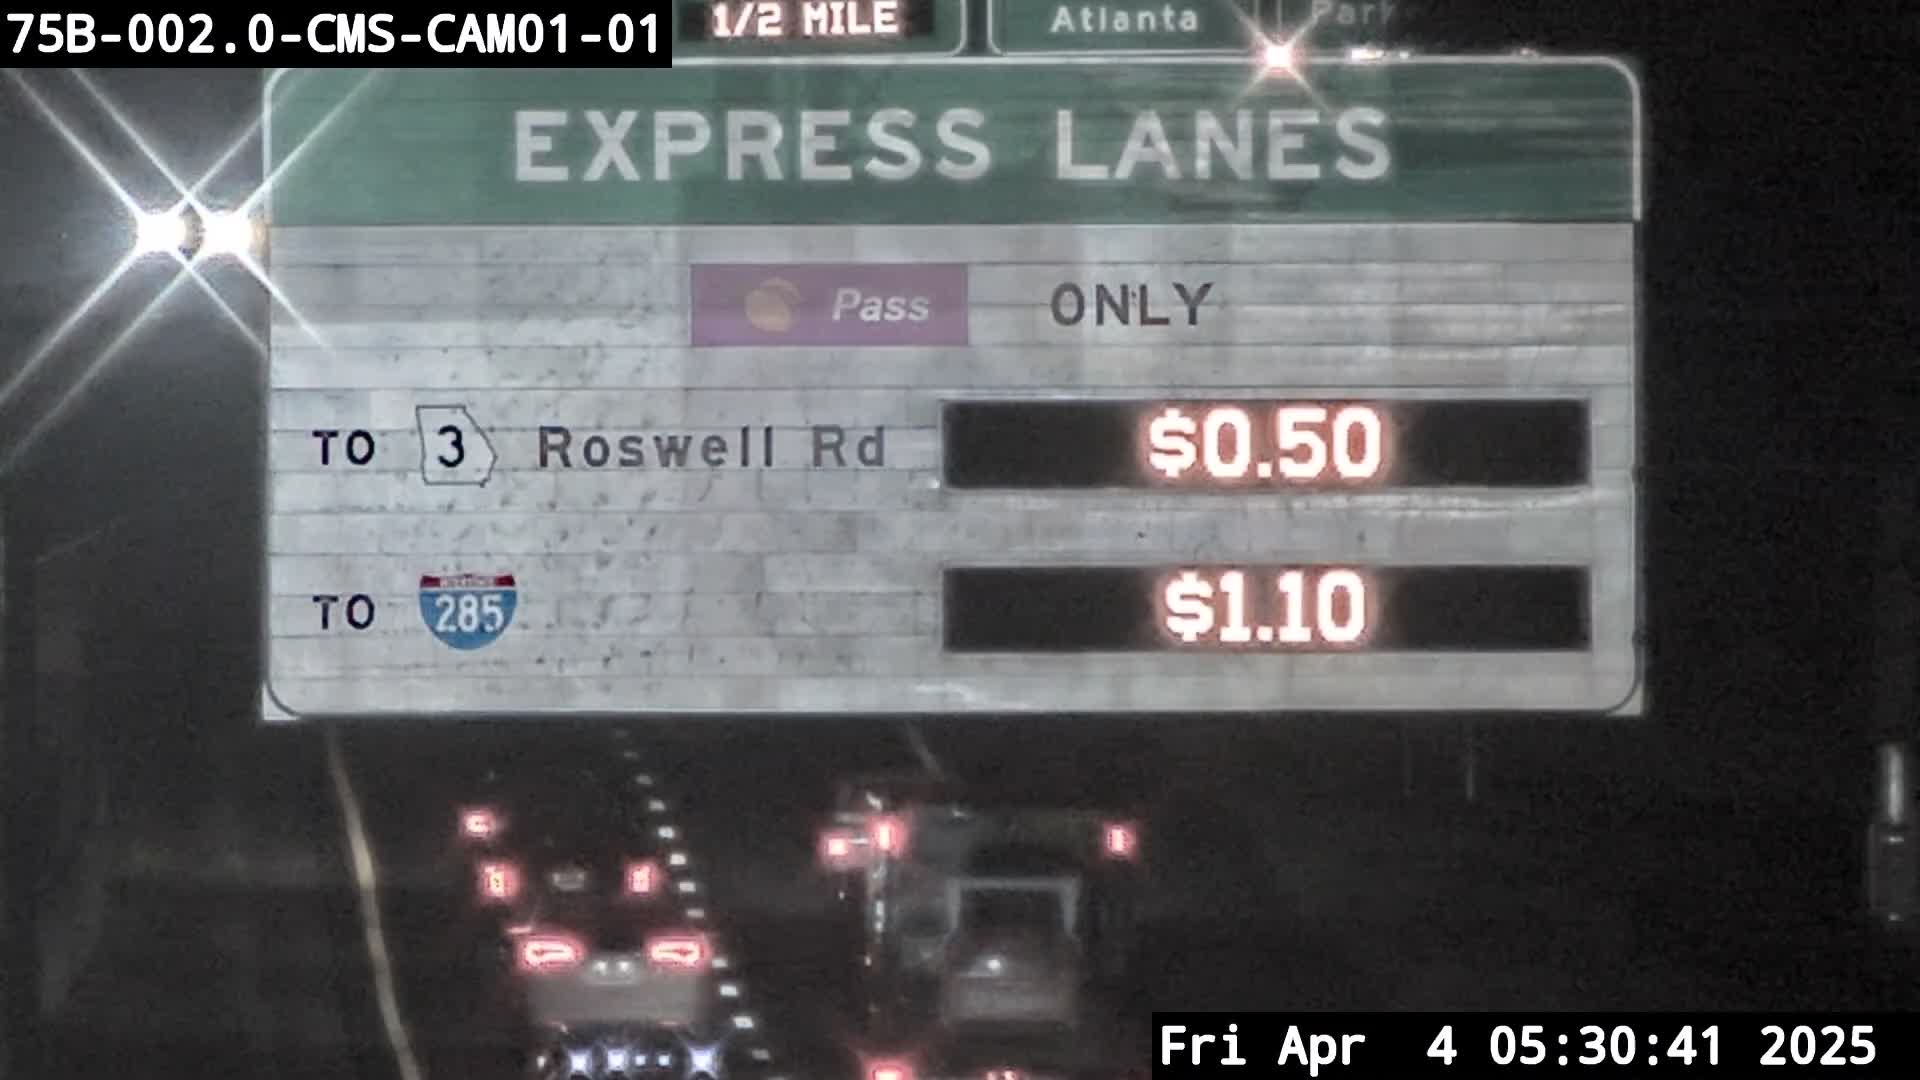 75B-002.0-CMS-CAM01-01
1/2 MILE
Atlanta
Park
EXPRESS LANES
Pass ONLY
TO 3 Roswell Rd $0.50
TO 285 $1.10
Fri Apr 4 05:30:41 2025